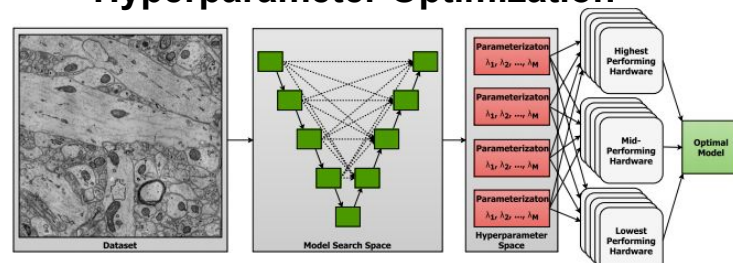 Hyperparameter Optimization
Dataset
Model Search Space
Parameterizaton
λ1, λ2, ..., λM
Parameterizaton
λ1, λ2, ..., λM
Parameterizaton
λ1, λ2, ..., λM
Parameterizaton
λ1, λ2, ..., λM
Hyperparameter
Space
Highest
Performing
Hardware
Mid-
Performing
Hardware
Lowest
Performing
Hardware
Optimal
Model